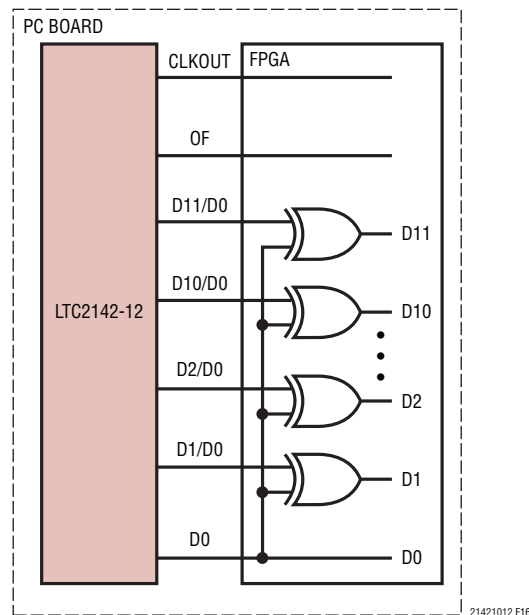 PC BOARD
CLKOUT
FPGA
OF
D11/D0
D11
D10/D0
LTC2142-12
D10
D2/D0
D2
D1/D0
D1
D0
D0
21421012 F16